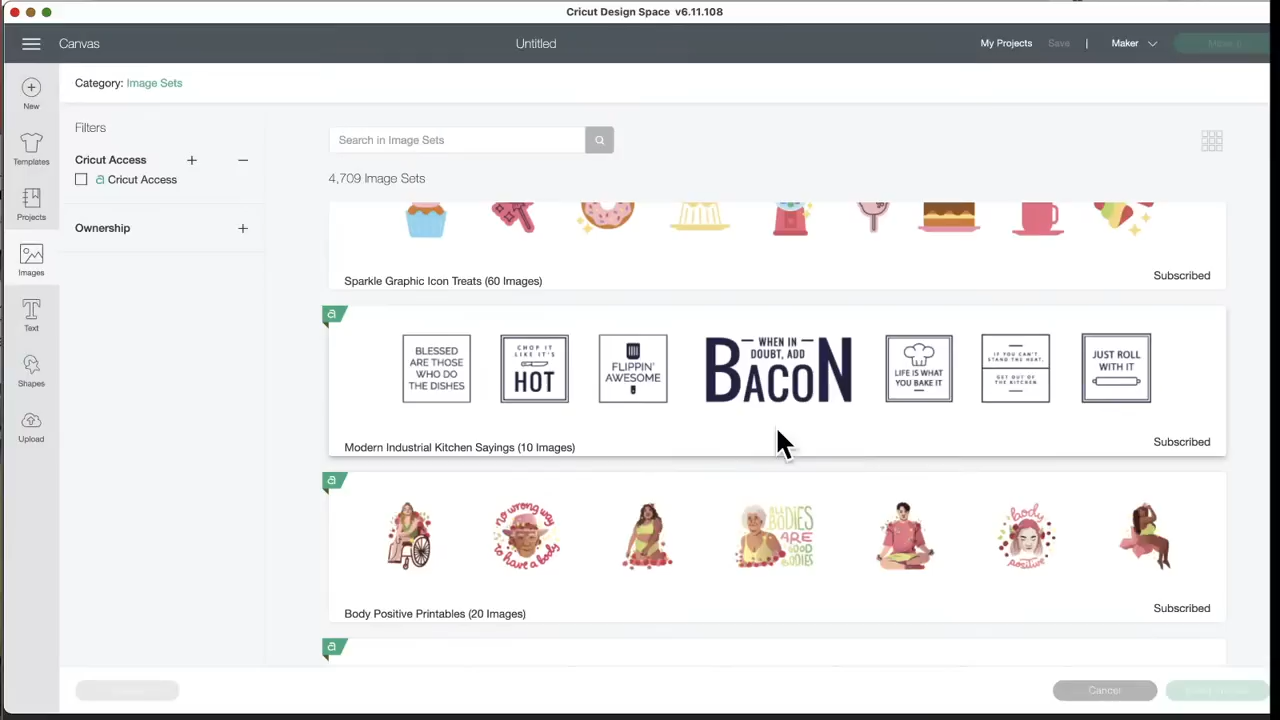 Cricut Design Space v6.11.108
Canvas
Untitled
My Projects
Save
|
Maker
New
Templates
Projects
Images
Text
Shapes
Upload
Category: Image Sets
Filters
Cricut Access
a Cricut Access
Ownership
Search in Image Sets
4,709 Image Sets
Sparkle Graphic Icon Treats (60 Images)
Subscribed
a
BLESSED
ARE THOSE
WHO DO
THE DISHES
CHOP IT
LIKE IT'S
HOT
FLIPPIN'
AWESOME
WHEN IN
DOUBT, ADD
BACON
LIFE IS WHAT
YOU BAKE IT
IF YOU CAN'T
STAND THE HEAT,
GET OUT OF
THE KITCHEN
JUST ROLL
WITH IT
Modern Industrial Kitchen Sayings (10 Images)
Subscribed
a
no wrong way
to have a body
ALL
BODIES
ARE
GOOD
BODIES
body
positive
Body Positive Printables (20 Images)
Subscribed
a
Cancel